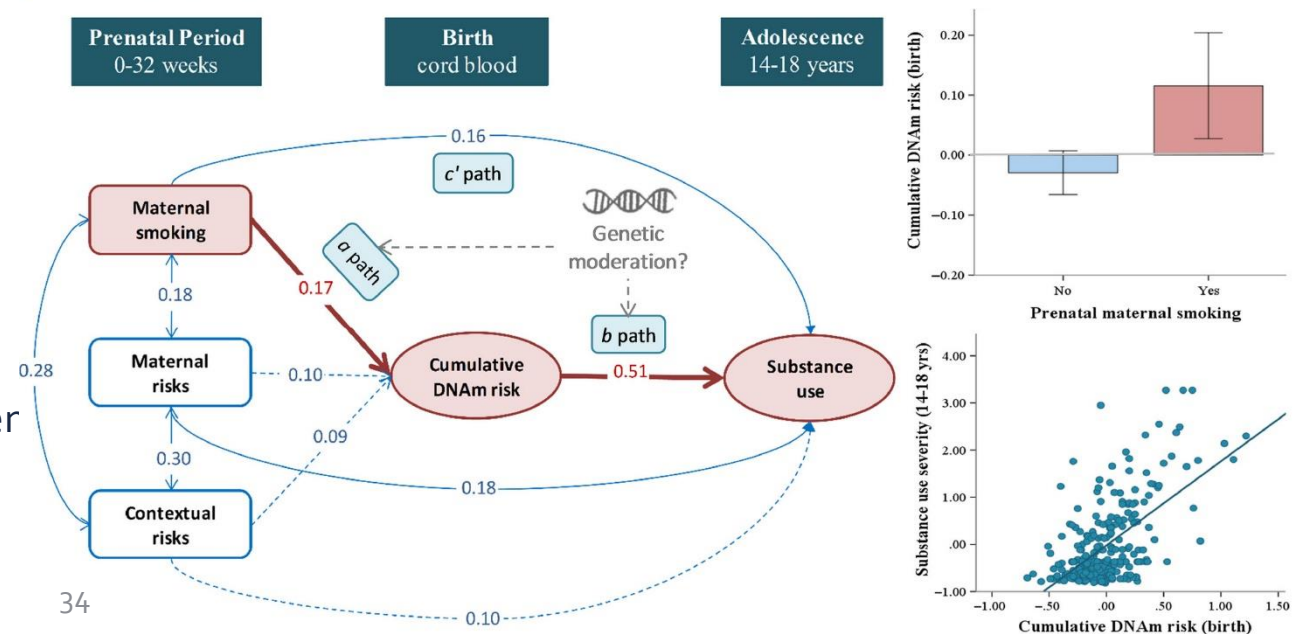 Prenatal Period
0-32 weeks
Birth
cord blood
Adolescence
14-18 years
0.16
c' path
Maternal
smoking
a path
Genetic
moderation?
0.17
0.18
b path
0.28
Maternal
risks
0.10
Cumulative
DNAm risk
0.51
Substance
use
er
0.09
0.30
0.18
Contextual
risks
0.10
34
Cumulative DNAm risk (birth)
0.20
0.10
0.00
−0.10
−0.20
No
Yes
Prenatal maternal smoking
Substance use severity (14-18 yrs)
4.00
3.00
2.00
1.00
.00
−1.00
−1.00
−.50
.00
.50
1.00
1.50
Cumulative DNAm risk (birth)